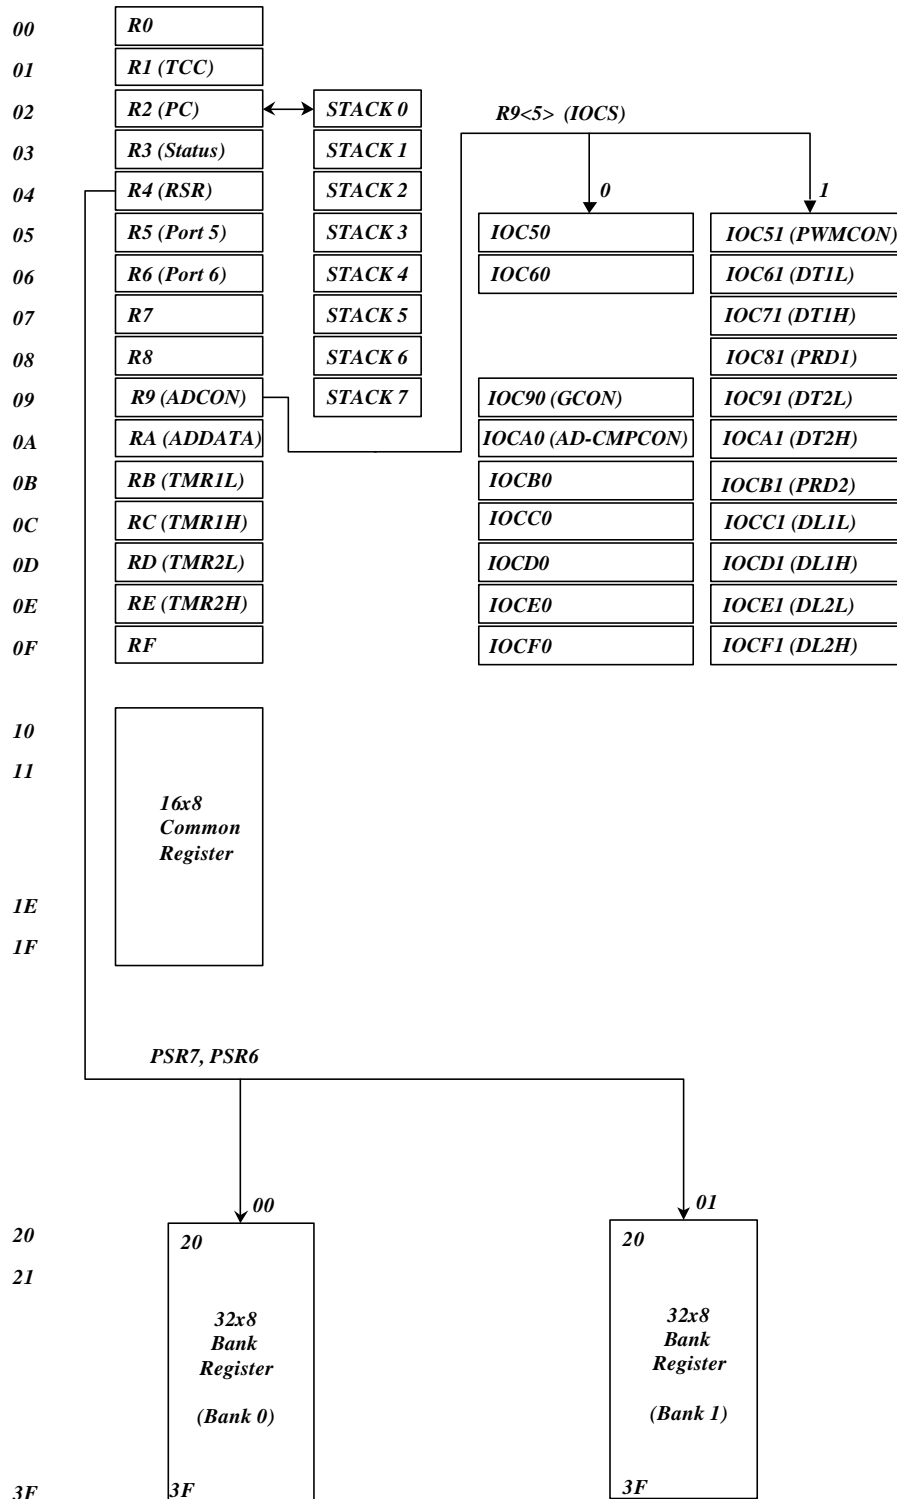 00 R0
01 R1 (TCC)
02 R2 (PC) STACK 0 R9<5> (IOCS)
03 R3 (Status) STACK 1
04 R4 (RSR) STACK 2 0 1
05 R5 (Port 5) STACK 3 IOC50 IOC51 (PWMCON)
06 R6 (Port 6) STACK 4 IOC60 IOC61 (DT1L)
07 R7 STACK 5 IOC71 (DT1H)
08 R8 STACK 6 IOC81 (PRD1)
09 R9 (ADCON) STACK 7 IOC90 (GCON) IOC91 (DT2L)
0A RA (ADDATA) IOCA0 (AD-CMPCON) IOCA1 (DT2H)
0B RB (TMR1L) IOCB0 IOCB1 (PRD2)
0C RC (TMR1H) IOCC0 IOCC1 (DL1L)
0D RD (TMR2L) IOCD0 IOCD1 (DL1H)
0E RE (TMR2H) IOCE0 IOCE1 (DL2L)
0F RF IOCF0 IOCF1 (DL2H)
10
11
16x8
Common
Register
1E
1F
PSR7, PSR6
00 01
20 20 20
21
32x8 32x8
Bank Bank
Register Register
(Bank 0) (Bank 1)
3F 3F 3F